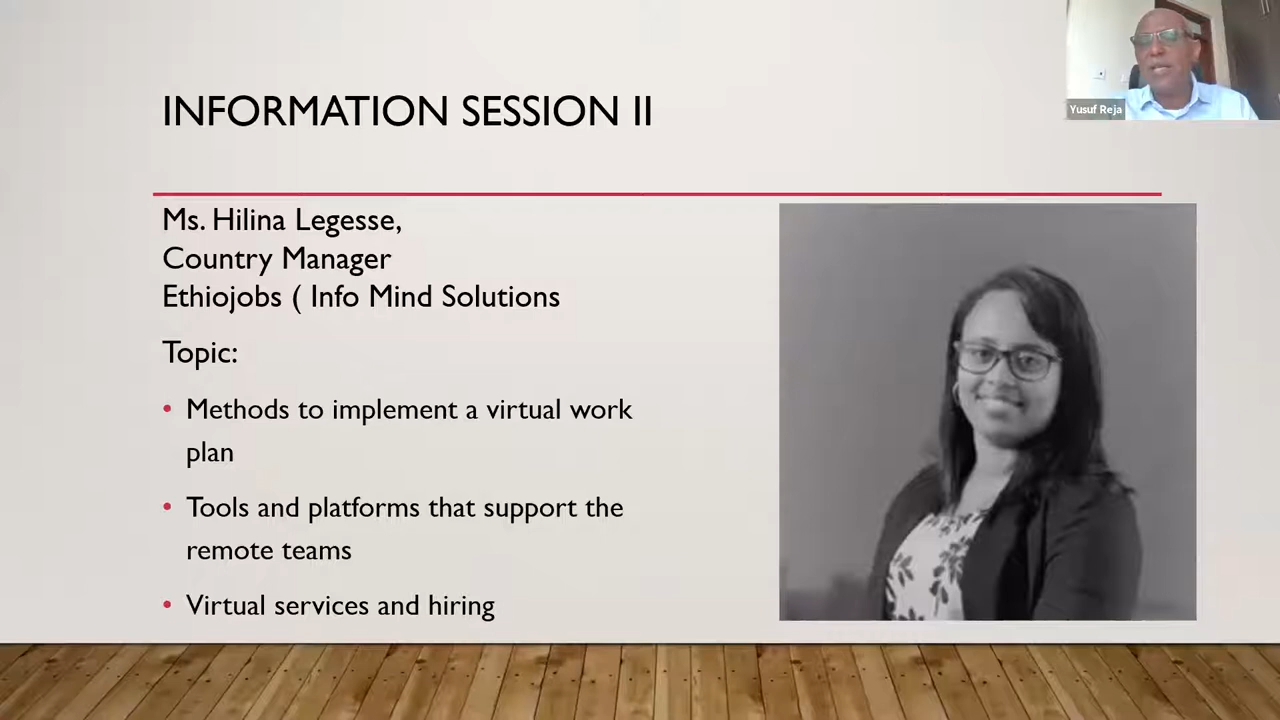 INFORMATION SESSION II
Yusuf Reja
Ms. Hilina Legesse,
Country Manager
Ethiojobs ( Info Mind Solutions
Topic:
• Methods to implement a virtual work
plan
• Tools and platforms that support the
remote teams
• Virtual services and hiring